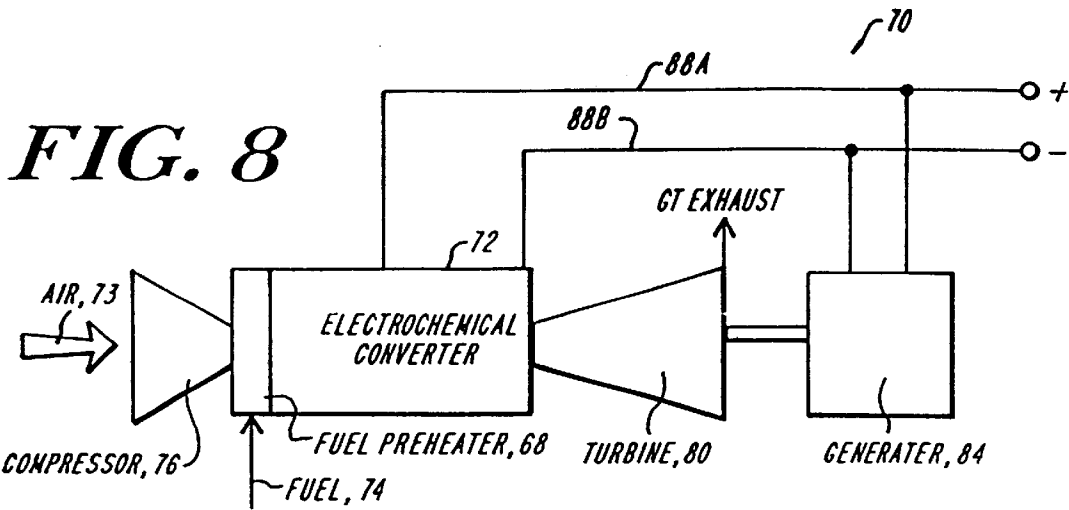 70
88A
+
88B
-
FIG. 8
GT EXHAUST
72
AIR, 73
ELECTROCHEMICAL
CONVERTER
COMPRESSOR, 76
FUEL PREHEATER, 68
TURBINE, 80
GENERATER, 84
FUEL, 74